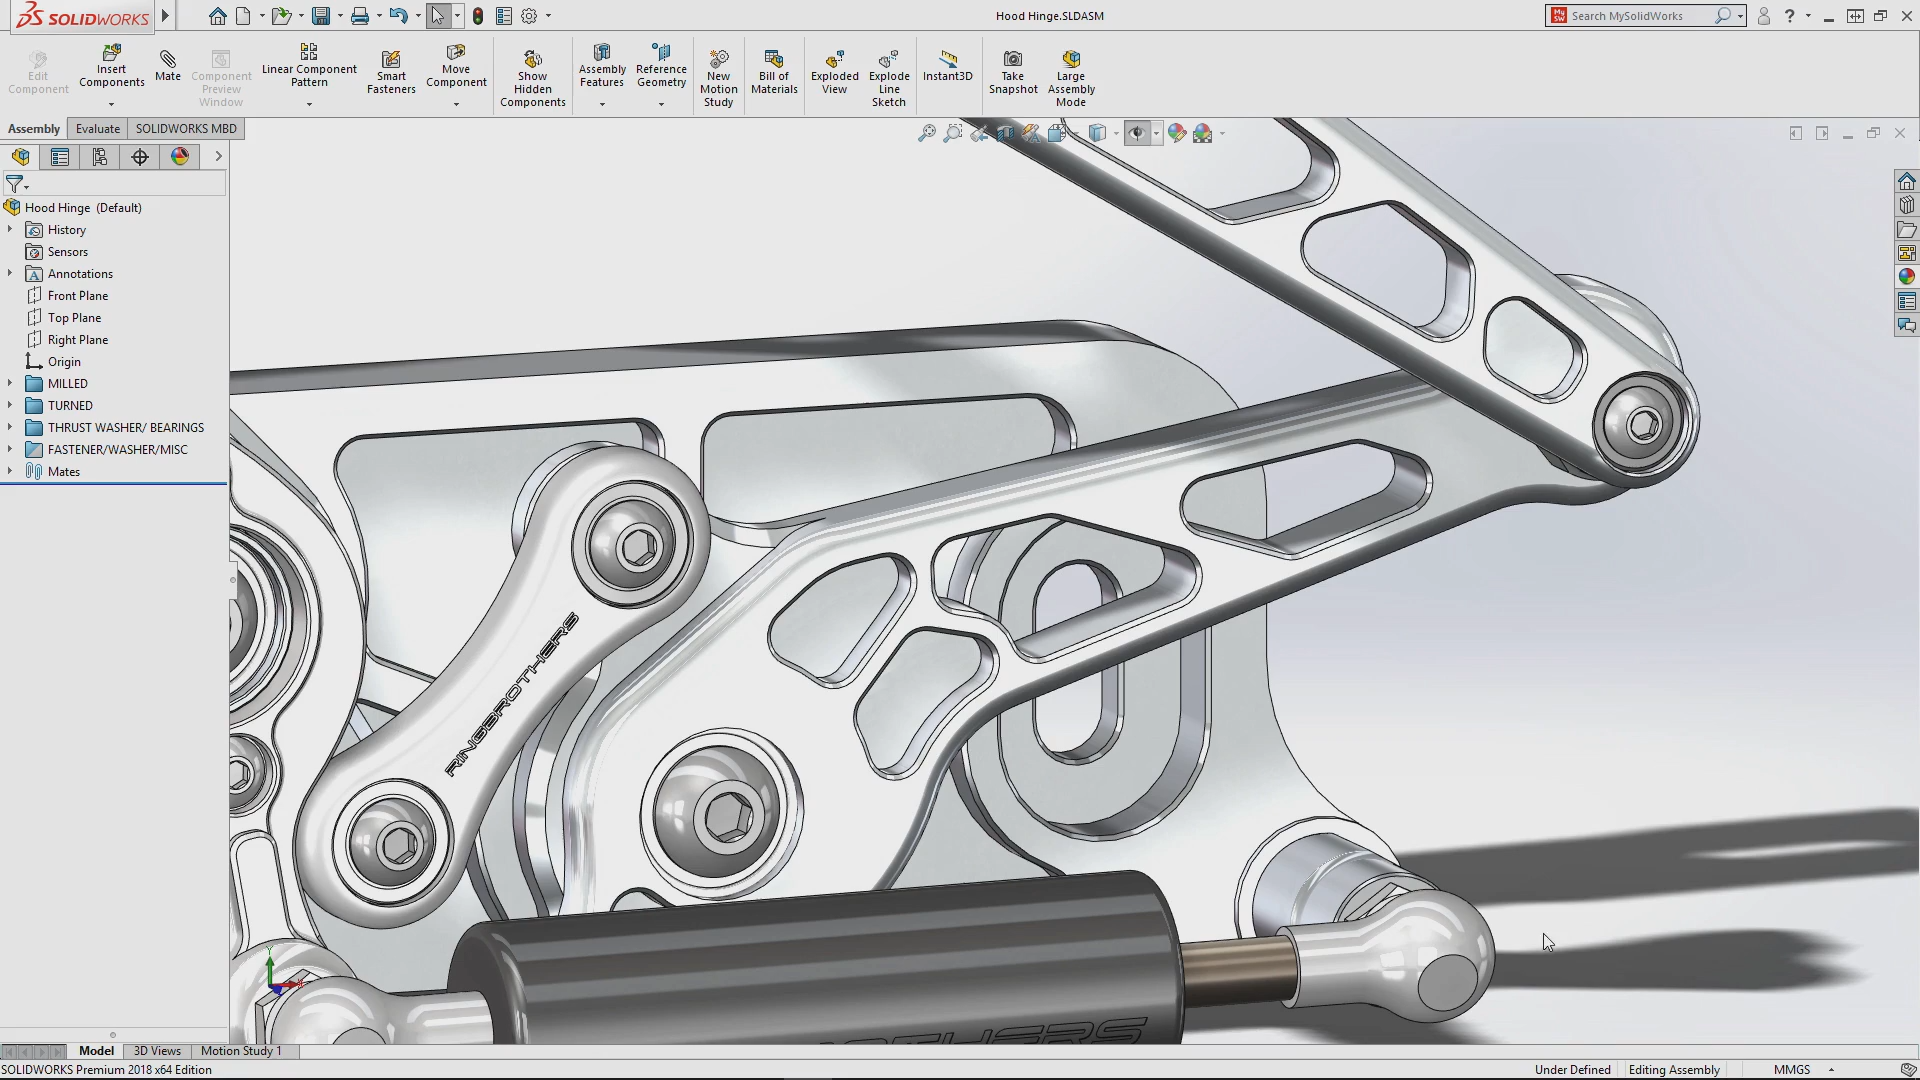 SOLIDWORKS
Hood Hinge.SLDASM
Search MySolidWorks
Edit Component
Insert Components
Mate
Component Preview Window
Linear Component Pattern
Smart Fasteners
Move Component
Show Hidden Components
Assembly Features
Reference Geometry
New Motion Study
Bill of Materials
Exploded View
Explode Line Sketch
Instant3D
Take Snapshot
Large Assembly Mode
Assembly
Evaluate
SOLIDWORKS MBD
Hood Hinge (Default)
History
Sensors
Annotations
Front Plane
Top Plane
Right Plane
Origin
MILLED
TURNED
THRUST WASHER/ BEARINGS
FASTENER/WASHER/MISC
Mates
RINGBROTHERS
Model
3D Views
Motion Study 1
SOLIDWORKS Premium 2018 x64 Edition
Under Defined
Editing Assembly
MMGS